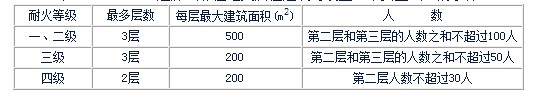 耐火等级 最多层数 每层最大建筑面积(m²) 人 数
一、二级 3层 500 第二层和第三层的人数之和不超过100人
三级 3层 200 第二层和第三层的人数之和不超过50人
四级 2层 200 第二层人数不超过30人